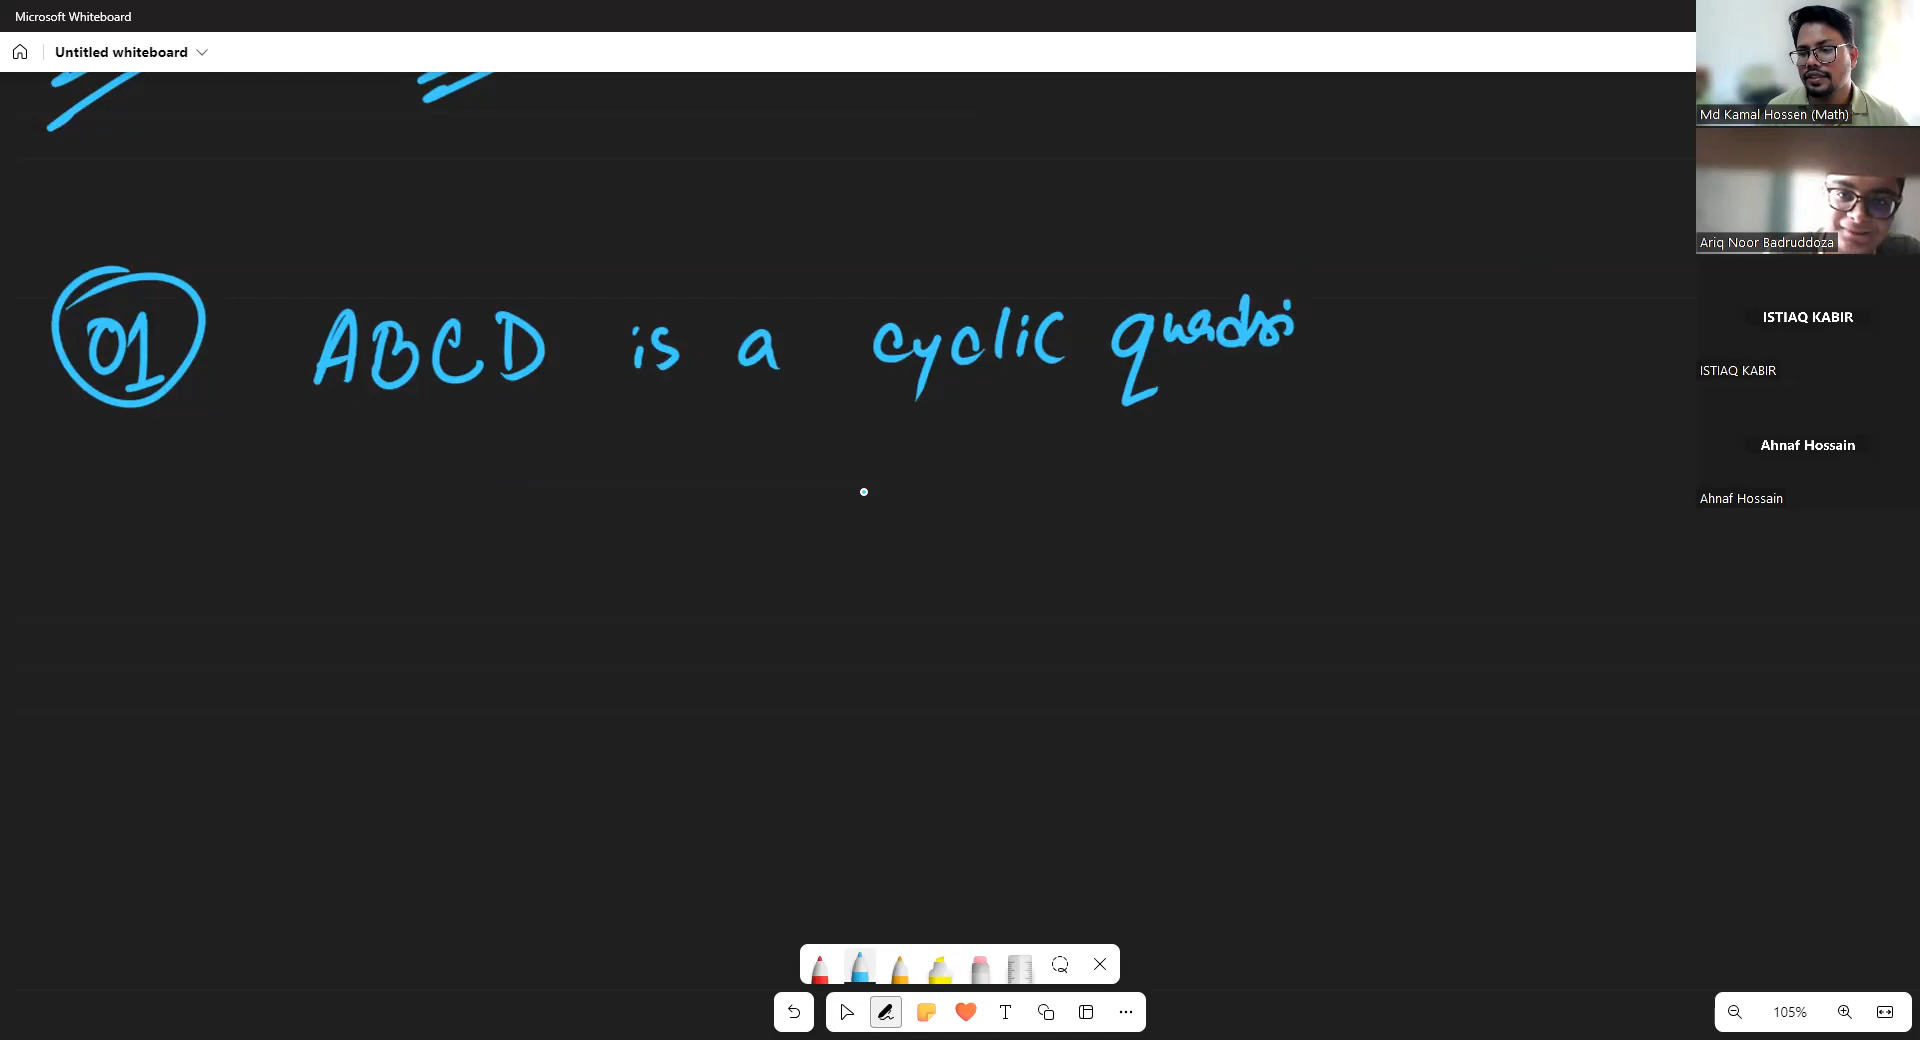 Microsoft Whiteboard
Untitled whiteboard
Md Kamal Hossen (Math)
Ariq Noor Badruddoza
01 ABCD is a cyclic quadri
ISTIAQ KABIR
ISTIAQ KABIR
Ahnaf Hossain
Ahnaf Hossain
T
105%